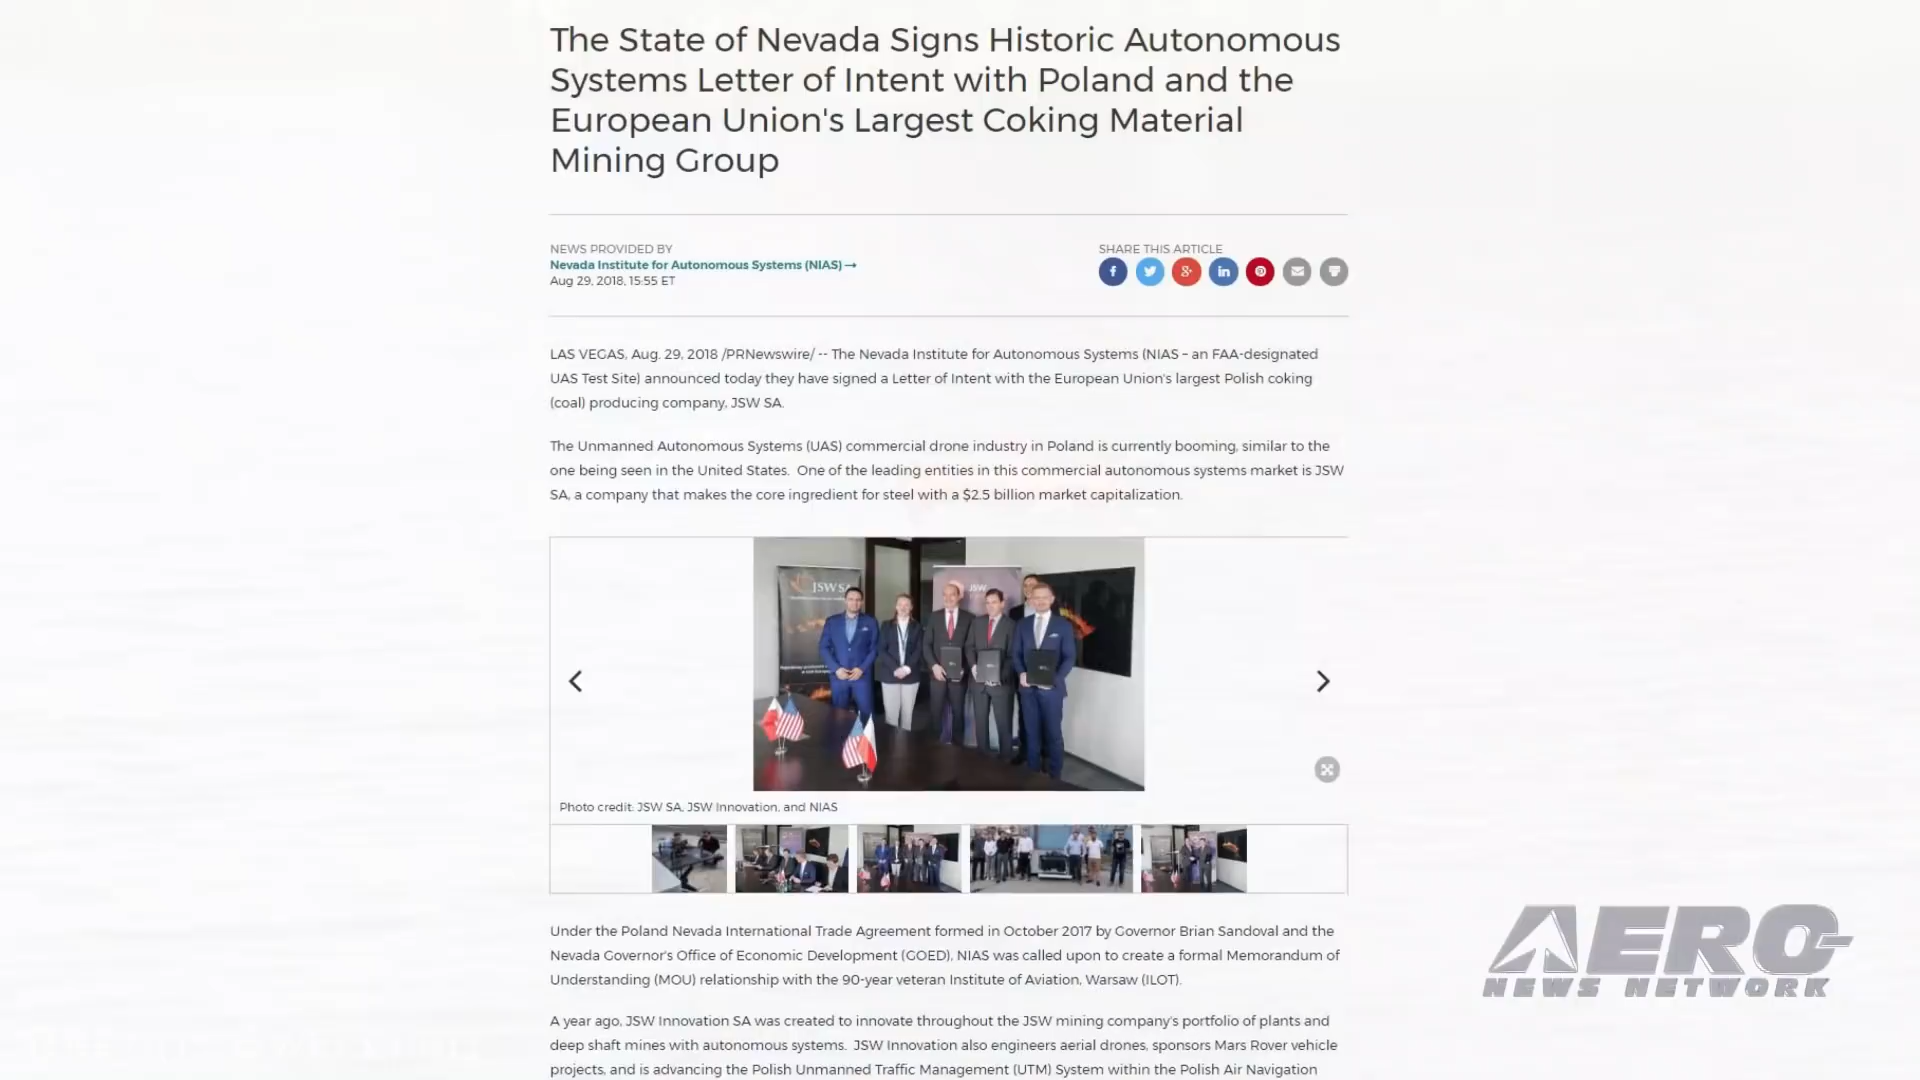 The State of Nevada Signs Historic Autonomous
Systems Letter of Intent with Poland and the
European Union's Largest Coking Material
Mining Group
NEWS PROVIDED BY
Nevada Institute for Autonomous Systems (NIAS) →
Aug 29, 2018, 15:55 ET
SHARE THIS ARTICLE
LAS VEGAS, Aug. 29, 2018 /PRNewswire/ -- The Nevada Institute for Autonomous Systems (NIAS – an FAA-designated
UAS Test Site) announced today they have signed a Letter of Intent with the European Union's largest Polish coking
(coal) producing company, JSW SA.
The Unmanned Autonomous Systems (UAS) commercial drone industry in Poland is currently booming, similar to the
one being seen in the United States.  One of the leading entities in this commercial autonomous systems market is JSW
SA, a company that makes the core ingredient for steel with a $2.5 billion market capitalization.
JSW SA
JSW
Photo credit: JSW SA, JSW Innovation, and NIAS
Under the Poland Nevada International Trade Agreement formed in October 2017 by Governor Brian Sandoval and the
Nevada Governor's Office of Economic Development (GOED), NIAS was called upon to create a formal Memorandum of
Understanding (MOU) relationship with the 90-year veteran Institute of Aviation, Warsaw (ILOT).
A year ago, JSW Innovation SA was created to innovate throughout the JSW mining company's portfolio of plants and
deep shaft mines with autonomous systems.  JSW Innovation also engineers aerial drones, sponsors Mars Rover vehicle
projects, and is advancing the Polish Unmanned Traffic Management (UTM) System within the Polish Air Navigation
AERO-
NEWS NETWORK